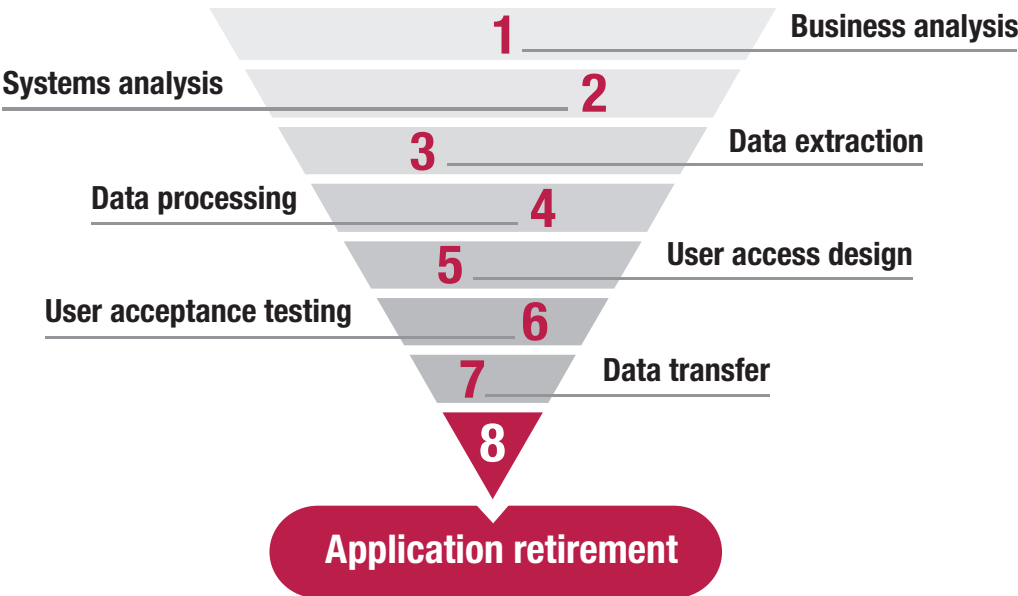 1 Business analysis
Systems analysis 2
3 Data extraction
Data processing 4
5 User access design
User acceptance testing 6
7 Data transfer
8
Application retirement